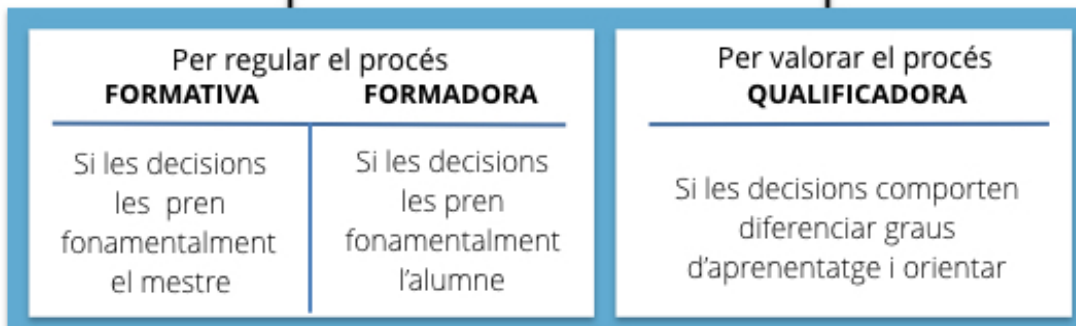 Per regular el procés
FORMATIVA
FORMADORA
Si les decisions
les pren
fonamentalment
el mestre
Si les decisions
les pren
fonamentalment
l'alumne
Per valorar el procés
QUALIFICADORA
Si les decisions comporten
diferenciar graus
d'aprenentatge i orientar